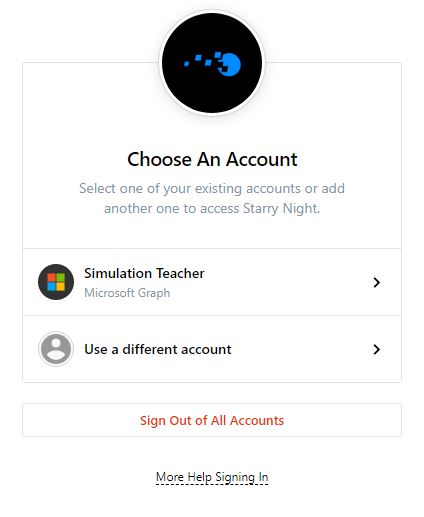 Choose An Account
Select one of your existing accounts or add
another one to access Starry Night.
Simulation Teacher
Microsoft Graph
Use a different account
Sign Out of All Accounts
More Help Signing In